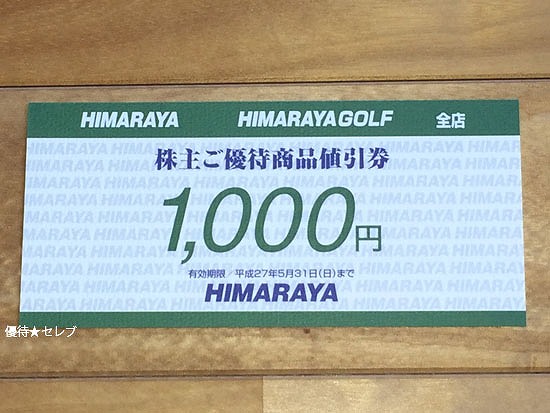 HIMARAYA HIMARAYA GOLF 全店
株主ご優待商品値引券
1,000円
有効期限／平成27年5月31日(日)まで
HIMARAYA
優待★セレブ